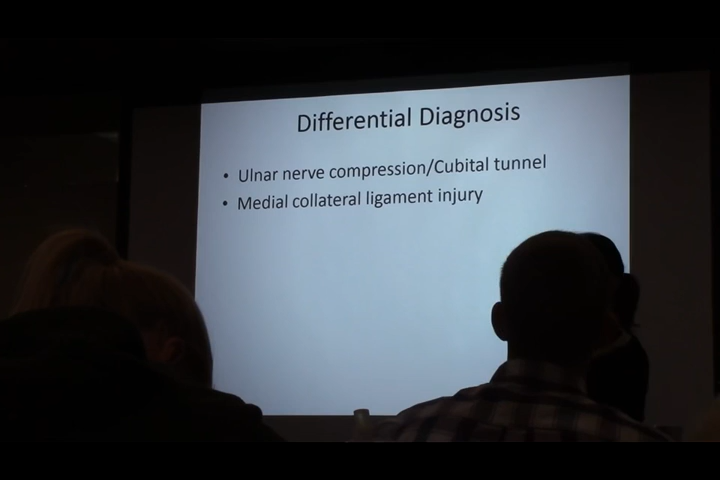 Differential Diagnosis
• Ulnar nerve compression/Cubital tunnel
• Medial collateral ligament injury